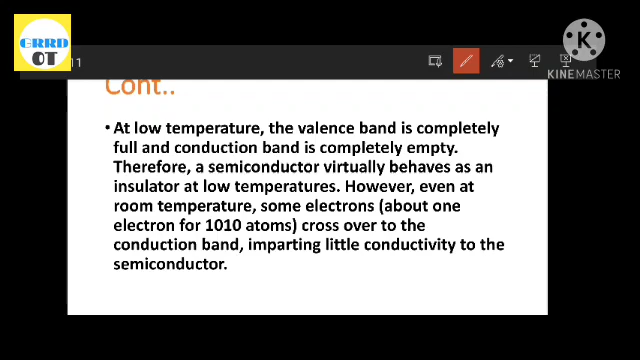 GRRD
OT
11
KINEMASTER
Cont..
• At low temperature, the valence band is completely
full and conduction band is completely empty.
Therefore, a semiconductor virtually behaves as an
insulator at low temperatures. However, even at
room temperature, some electrons (about one
electron for 1010 atoms) cross over to the
conduction band, imparting little conductivity to the
semiconductor.